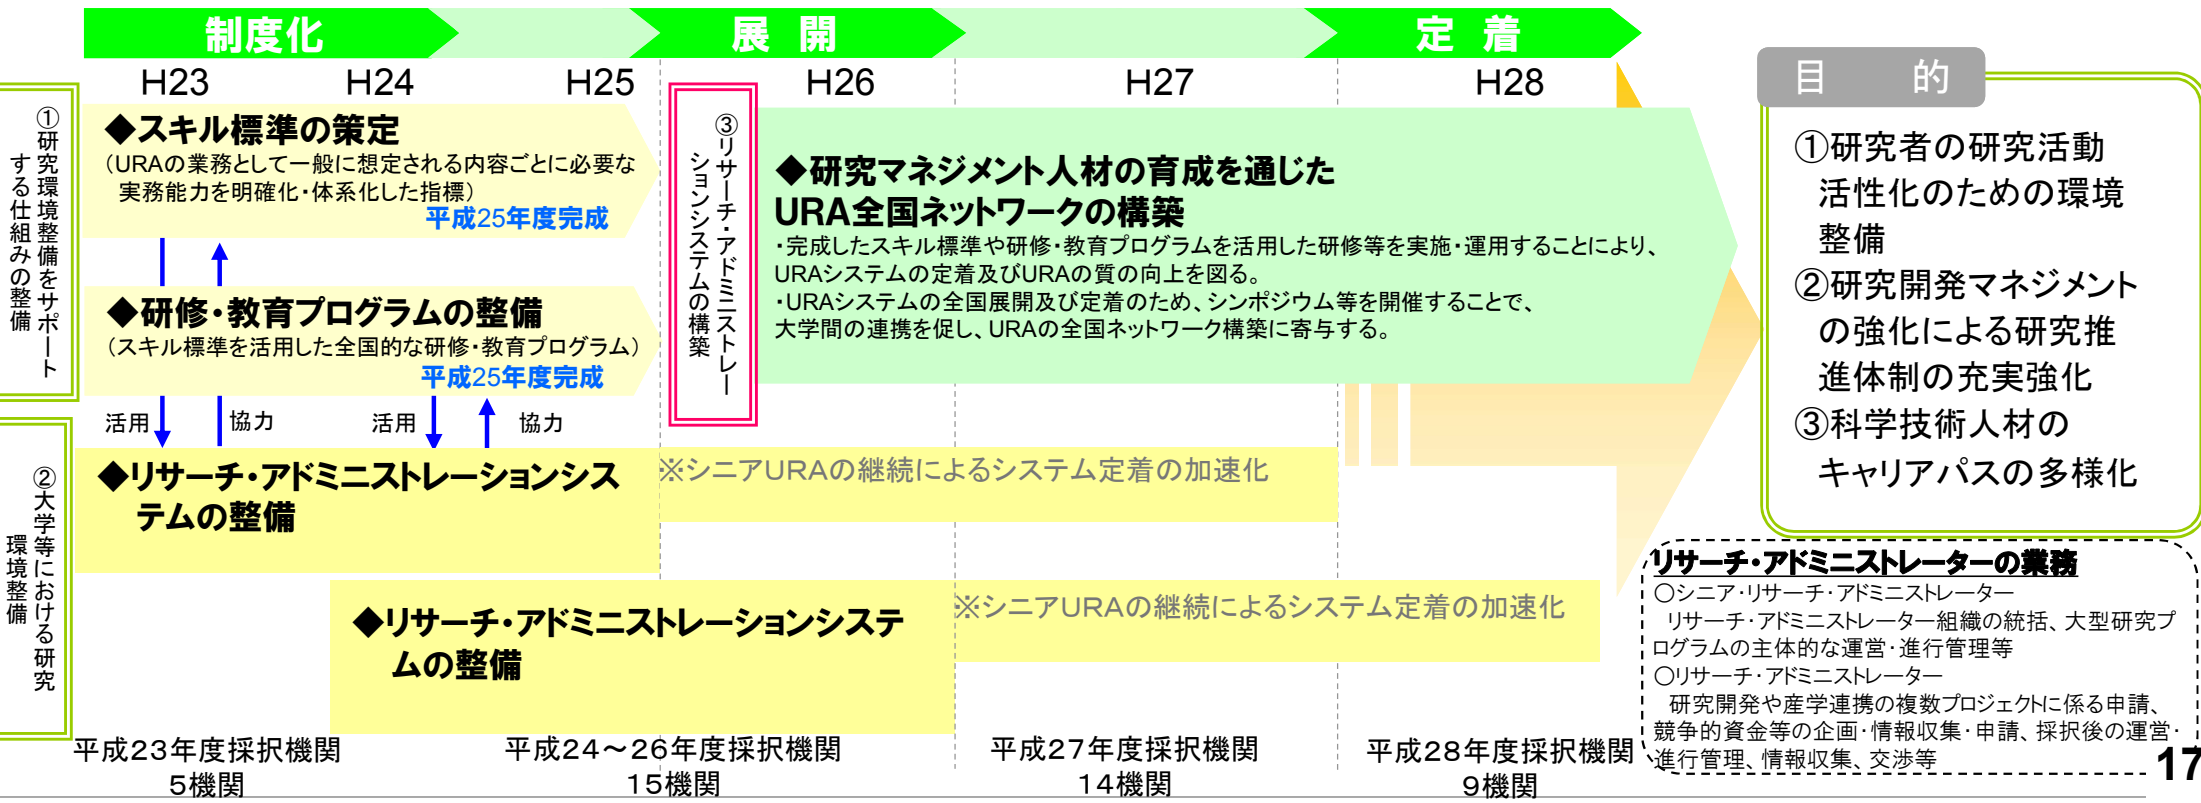 制度化
展 開
定 着
H23
H24
H25
H26
H27
H28
①研究環境整備をサポート
する仕組みの整備
◆スキル標準の策定
(URAの業務として一般に想定される内容ごとに必要な
実務能力を明確化・体系化した指標)
平成25年度完成
◆研修・教育プログラムの整備
(スキル標準を活用した全国的な研修・教育プログラム)
平成25年度完成
活用
協力
活用
協力
③リサーチ・アドミニストレー
ションシステムの構築
◆研究マネジメント人材の育成を通じた
URA全国ネットワークの構築
・完成したスキル標準や研修・教育プログラムを活用した研修等を実施・運用することにより、
URAシステムの定着及びURAの質の向上を図る。
・URAシステムの全国展開及び定着のため、シンポジウム等を開催することで、
大学間の連携を促し、URAの全国ネットワーク構築に寄与する。
②大学等における研究
環境整備
◆リサーチ・アドミニストレーションシス
テムの整備
※シニアURAの継続によるシステム定着の加速化
◆リサーチ・アドミニストレーションシステ
ムの整備
※シニアURAの継続によるシステム定着の加速化
平成23年度採択機関
5機関
平成24～26年度採択機関
15機関
平成27年度採択機関
14機関
平成28年度採択機関
9機関
目 的
①研究者の研究活動
活性化のための環境
整備
②研究開発マネジメント
の強化による研究推
進体制の充実強化
③科学技術人材の
キャリアパスの多様化
リサーチ・アドミニストレーターの業務
○シニア・リサーチ・アドミニストレーター
リサーチ・アドミニストレーター組織の統括、大型研究プ
ログラムの主体的な運営・進行管理等
○リサーチ・アドミニストレーター
研究開発や産学連携の複数プロジェクトに係る申請、
競争的資金等の企画・情報収集・申請、採択後の運営・
進行管理、情報収集、交渉等
17